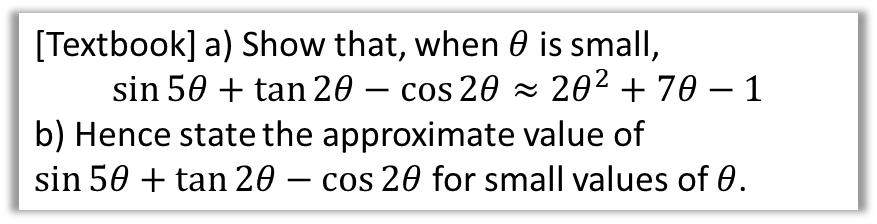 [Textbook] a) Show that, when 𝜃 is small,
sin 5𝜃 + tan 2𝜃 − cos 2𝜃 ≈ 2𝜃² + 7𝜃 − 1
b) Hence state the approximate value of
sin 5𝜃 + tan 2𝜃 − cos 2𝜃 for small values of 𝜃.